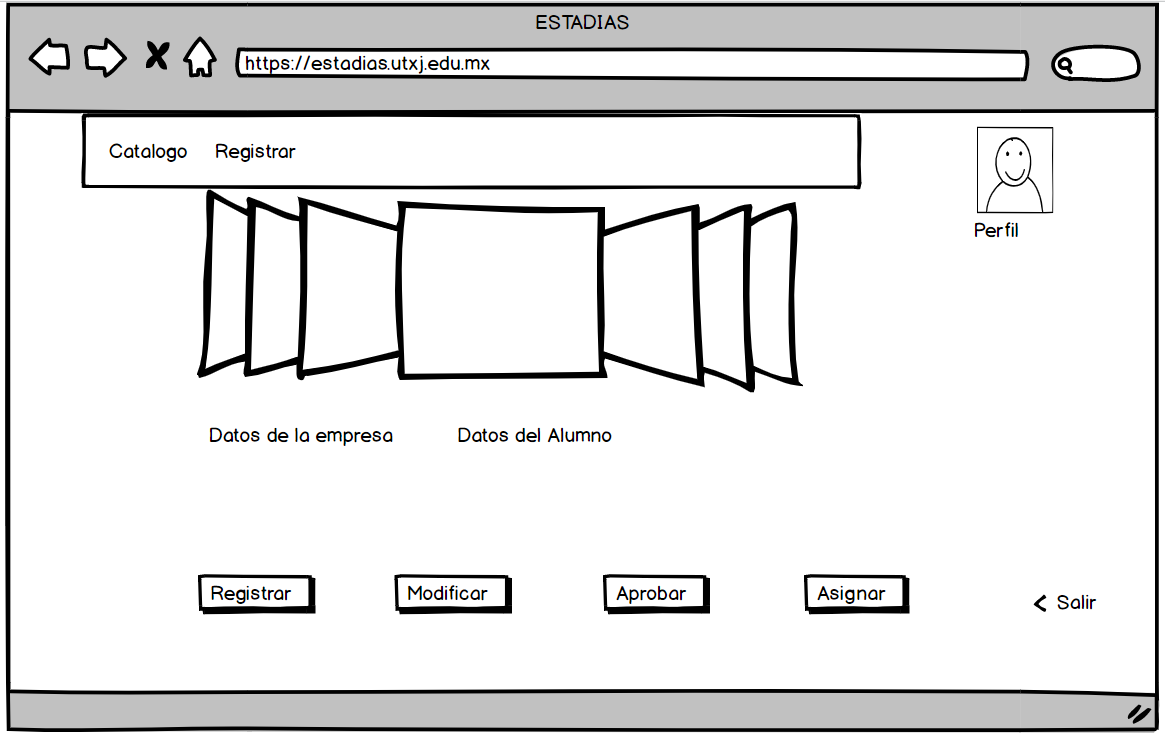 ESTADIAS
https://estadias.utxj.edu.mx
Catalogo Registrar
Perfil
Datos de la empresa Datos del Alumno
Registrar Modificar Aprobar Asignar
Salir